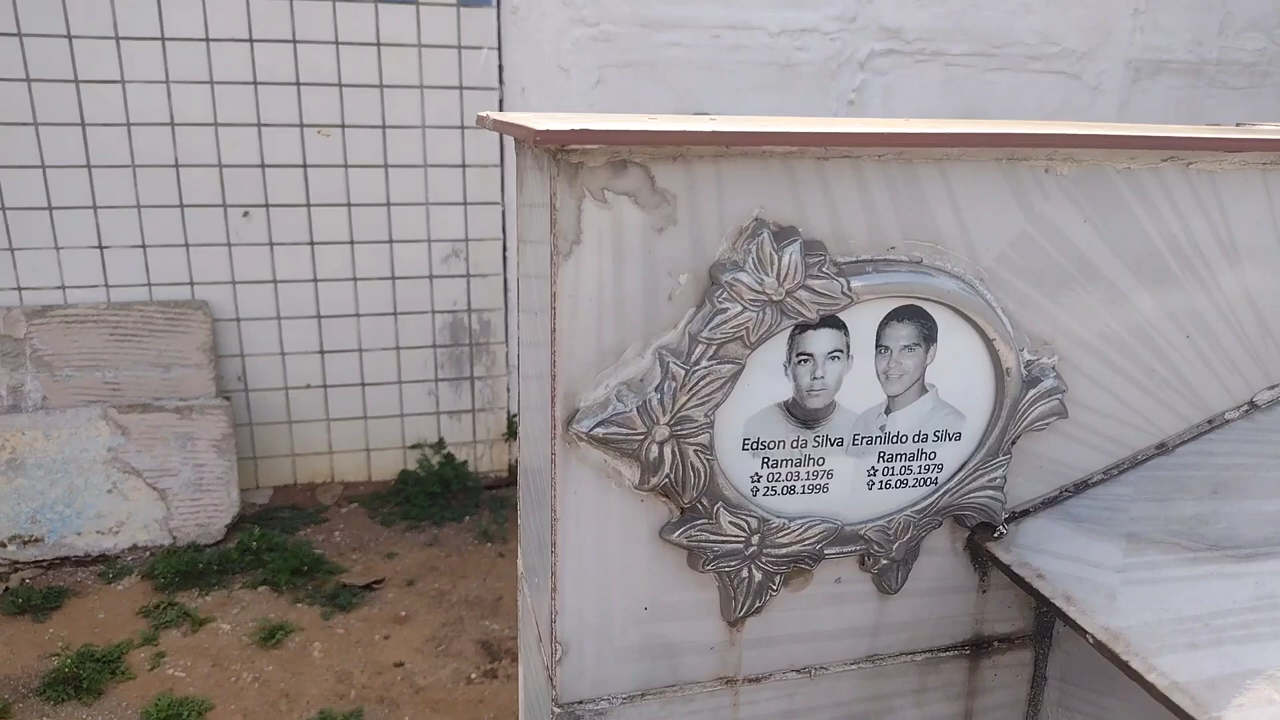 Edson da Silva
Ramalho
☆ 02.03.1976
✞ 25.08.1996
Eranildo da Silva
Ramalho
☆ 01.05.1979
✞ 16.09.2004